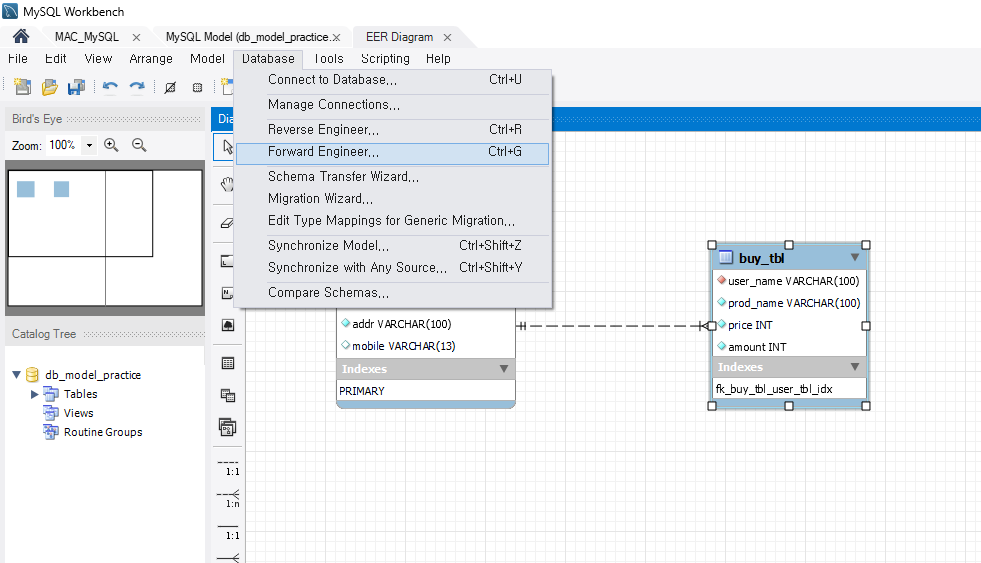 MySQL Workbench
MAC_MySQL
MySQL Model (db_model_practice.
EER Diagram
File Edit View Arrange Model Database Tools Scripting Help
Connect to Database... Ctrl+U
Manage Connections...
Reverse Engineer... Ctrl+R
Forward Engineer... Ctrl+G
Schema Transfer Wizard...
Migration Wizard...
Edit Type Mappings for Generic Migration...
Synchronize Model... Ctrl+Shift+Z
Synchronize with Any Source... Ctrl+Shift+Y
Compare Schemas...
Bird's Eye
Zoom: 100%
Catalog Tree
db_model_practice
Tables
Views
Routine Groups
Dia
1:1
1:n
1:1
addr VARCHAR(100)
mobile VARCHAR(13)
Indexes
PRIMARY
buy_tbl
user_name VARCHAR(100)
prod_name VARCHAR(100)
price INT
amount INT
Indexes
fk_buy_tbl_user_tbl_idx